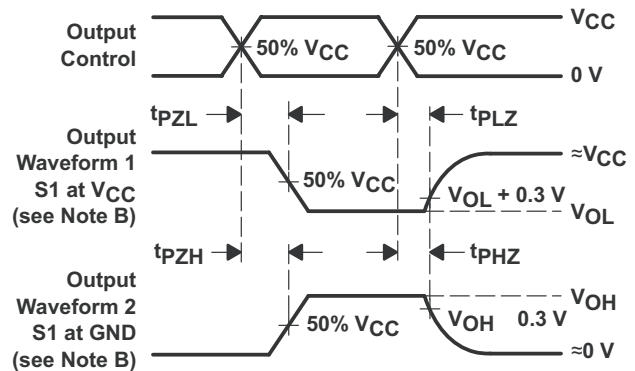 Output
Control
50% VCC
50% VCC
VCC
0 V
tPZL
tPLZ
Output
Waveform 1
S1 at VCC
(see Note B)
50% VCC
VOL + 0.3 V
≈VCC
VOL
tPZH
tPHZ
Output
Waveform 2
S1 at GND
(see Note B)
50% VCC
VOH 0.3 V
VOH
≈0 V